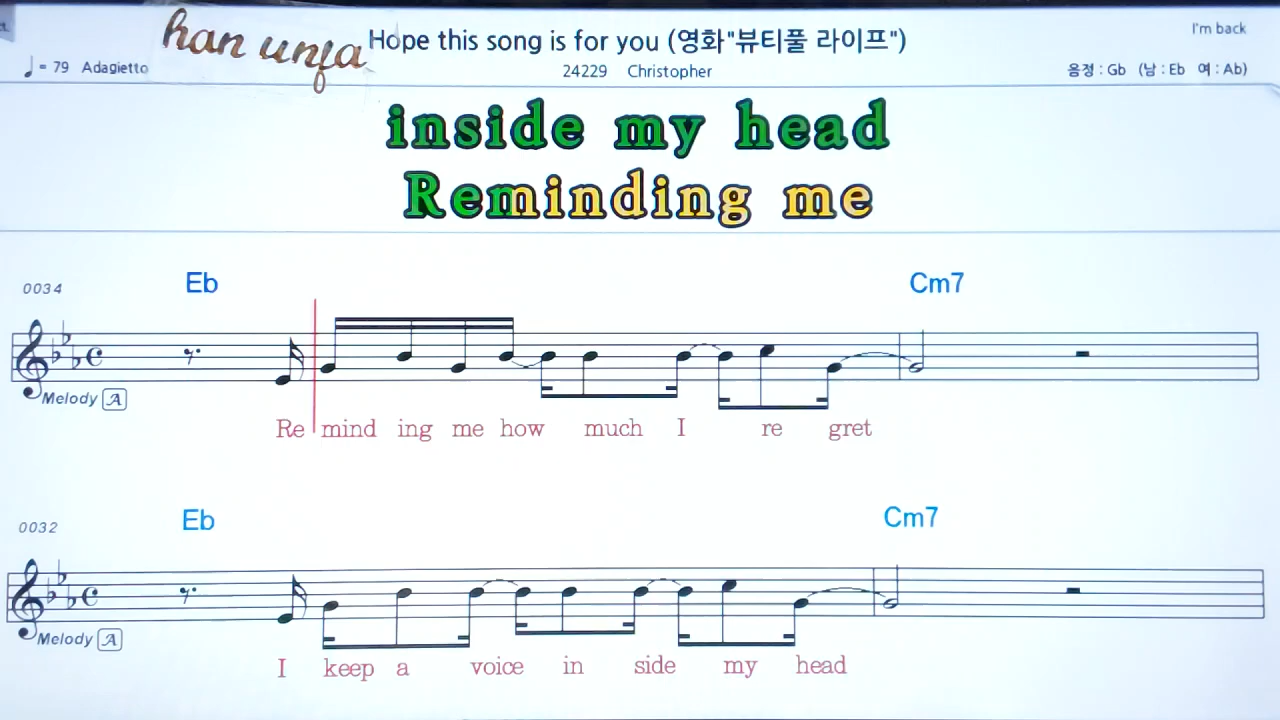 han unfa
Hope this song is for you (영화"뷰티풀 라이프")
I'm back
♩ = 79 Adagietto
24229 Christopher
음정 : Gb (남 : Eb 여 : Ab)
inside my head
Reminding me
0034 Eb Cm7
Melody A
Re mind ing me how much I re gret
0032 Eb Cm7
Melody A
I keep a voice in side my head